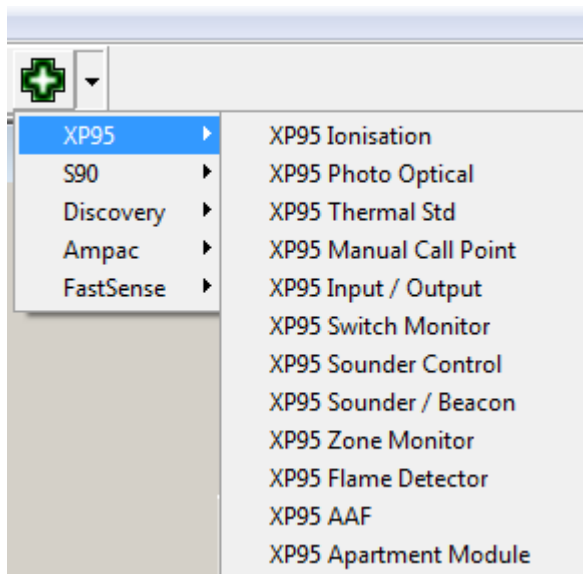 XP95
S90
Discovery
Ampac
FastSense
XP95 Ionisation
XP95 Photo Optical
XP95 Thermal Std
XP95 Manual Call Point
XP95 Input / Output
XP95 Switch Monitor
XP95 Sounder Control
XP95 Sounder / Beacon
XP95 Zone Monitor
XP95 Flame Detector
XP95 AAF
XP95 Apartment Module